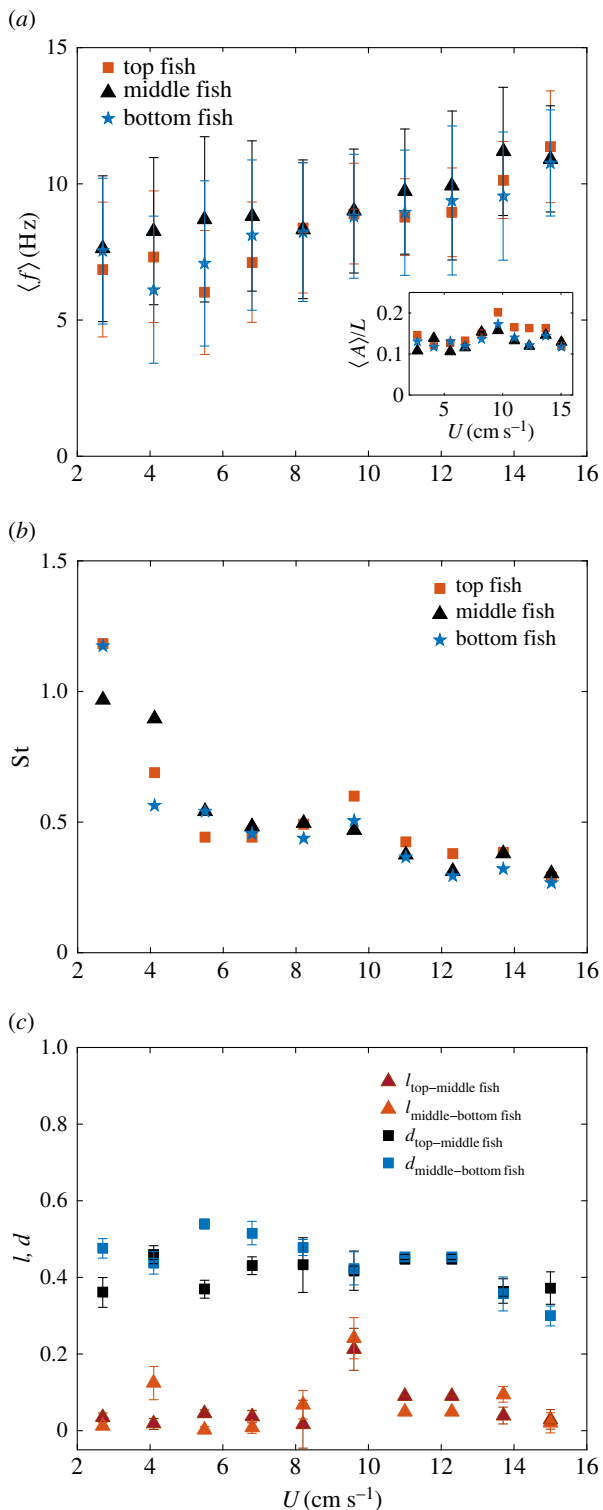 (a)
top fish
middle fish
bottom fish
15
10
5
0
⟨f⟩ (Hz)
2 4 6 8 10 12 14 16
0.2
0.1
0
⟨A⟩/L
5 10 15
U (cm s⁻¹)
(b)
top fish
middle fish
bottom fish
1.5
1.0
0.5
0
St
2 4 6 8 10 12 14 16
(c)
l top–middle fish
l middle–bottom fish
d top–middle fish
d middle–bottom fish
1.0
0.8
0.6
0.4
0.2
0
l, d
2 4 6 8 10 12 14 16
U (cm s⁻¹)